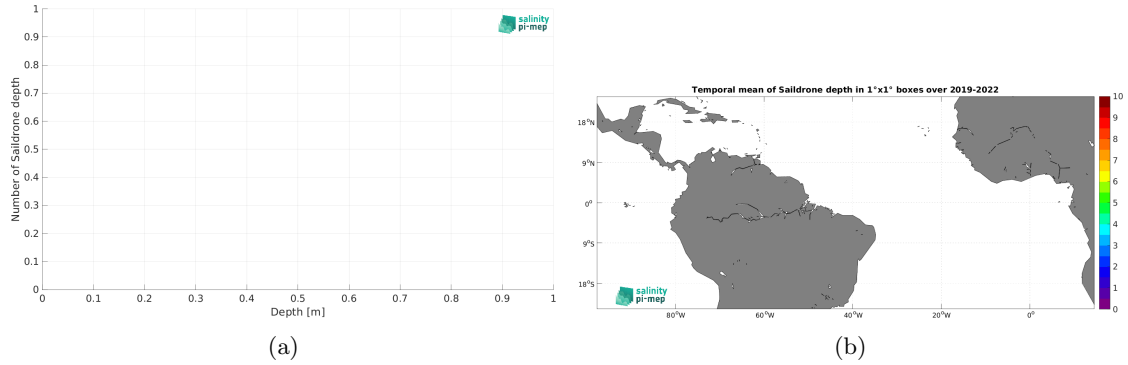 1
0.9
0.8
0.7
0.6
0.5
0.4
0.3
0.2
0.1
0
Number of Saildrone depth
0 0.1 0.2 0.3 0.4 0.5 0.6 0.7 0.8 0.9 1
Depth [m]
salinity
pi-mep
(a)
Temporal mean of Saildrone depth in 1°x1° boxes over 2019-2022
18°N
9°N
0°
9°S
18°S
80°W 60°W 40°W 20°W 0°
salinity
pi-mep
10
9
8
7
6
5
4
3
2
1
0
(b)